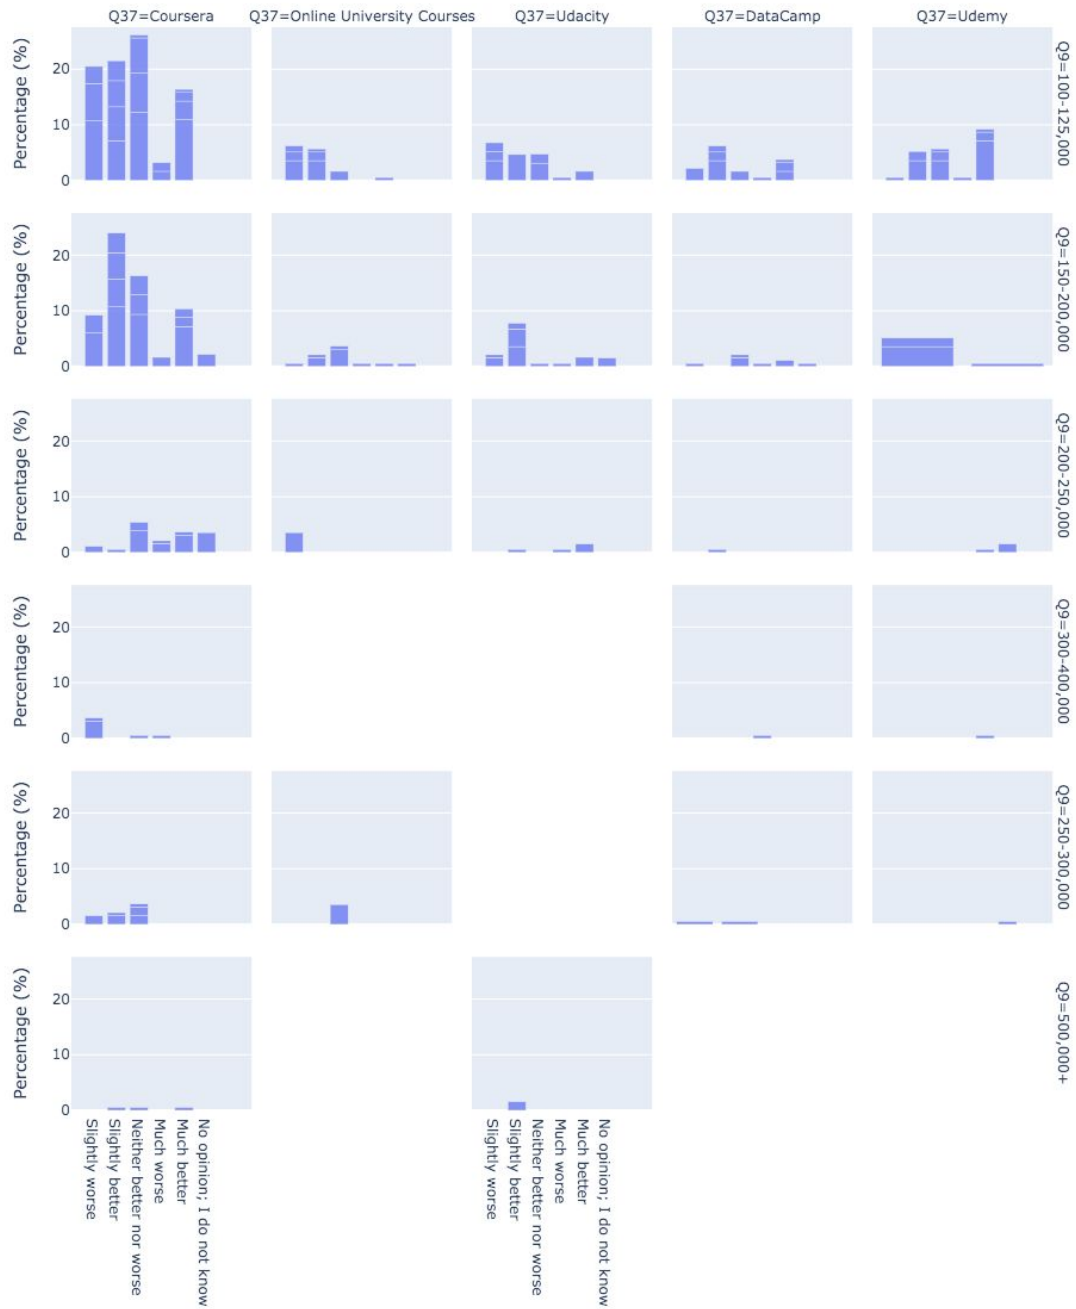 Q37=Coursera
Q37=Online University Courses
Q37=Udacity
Q37=DataCamp
Q37=Udemy
Percentage (%)
20
10
0
Q9=100-125,000
Percentage (%)
20
10
0
Q9=150-200,000
Percentage (%)
20
10
0
Q9=200-250,000
Percentage (%)
20
10
0
Q9=300-400,000
Percentage (%)
20
10
0
Q9=250-300,000
Percentage (%)
20
10
0
Q9=500,000+
Slightly worse
Slightly better
Neither better nor worse
Much worse
Much better
No opinion; I do not know
Slightly worse
Slightly better
Neither better nor worse
Much worse
Much better
No opinion; I do not know